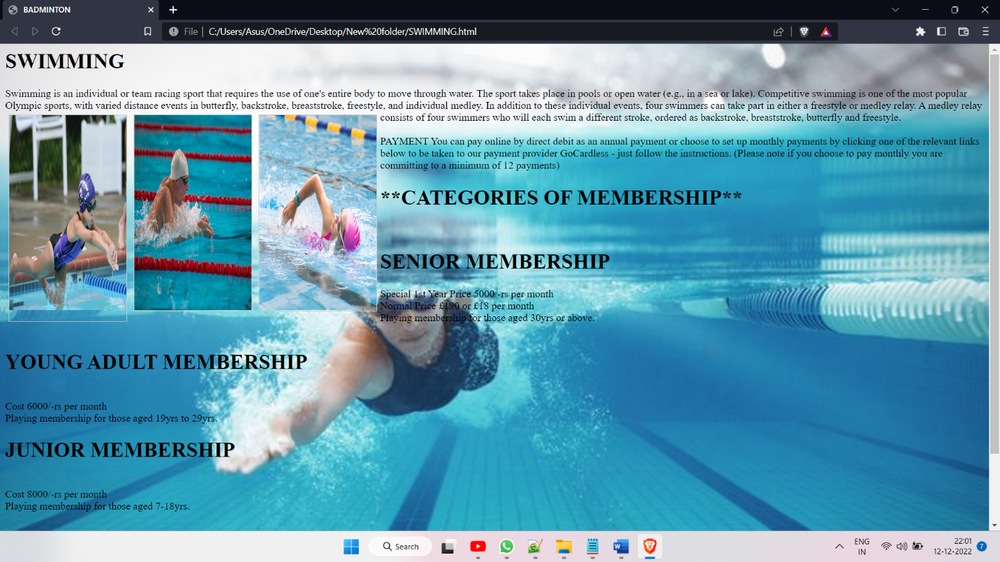 BADMINTON
File | C:/Users/Asus/OneDrive/Desktop/New%20folder/SWIMMING.html
SWIMMING
Swimming is an individual or team racing sport that requires the use of one's entire body to move through water. The sport takes place in pools or open water (e.g., in a sea or lake). Competitive swimming is one of the most popular
Olympic sports, with varied distance events in butterfly, backstroke, breaststroke, freestyle, and individual medley. In addition to these individual events, four swimmers can take part in either a freestyle or medley relay. A medley relay
consists of four swimmers who will each swim a different stroke, ordered as backstroke, breaststroke, butterfly and freestyle.
PAYMENT You can pay online by direct debit as an annual payment or choose to set up monthly payments by clicking one of the relevant links
below to be taken to our payment provider GoCardless - just follow the instructions. (Please note if you choose to pay monthly you are
committing to a minimum of 12 payments)
**CATEGORIES OF MEMBERSHIP**
SENIOR MEMBERSHIP
Special 1st Year Price 5000/-rs per month
Normal Price £190 or £18 per month
Playing membership for those aged 30yrs or above.
YOUNG ADULT MEMBERSHIP
Cost 6000/-rs per month
Playing membership for those aged 19yrs to 29yrs.
JUNIOR MEMBERSHIP
Cost 8000/-rs per month
Playing membership for those aged 7-18yrs.
Search
ENG
IN
22:01
12-12-2022
7